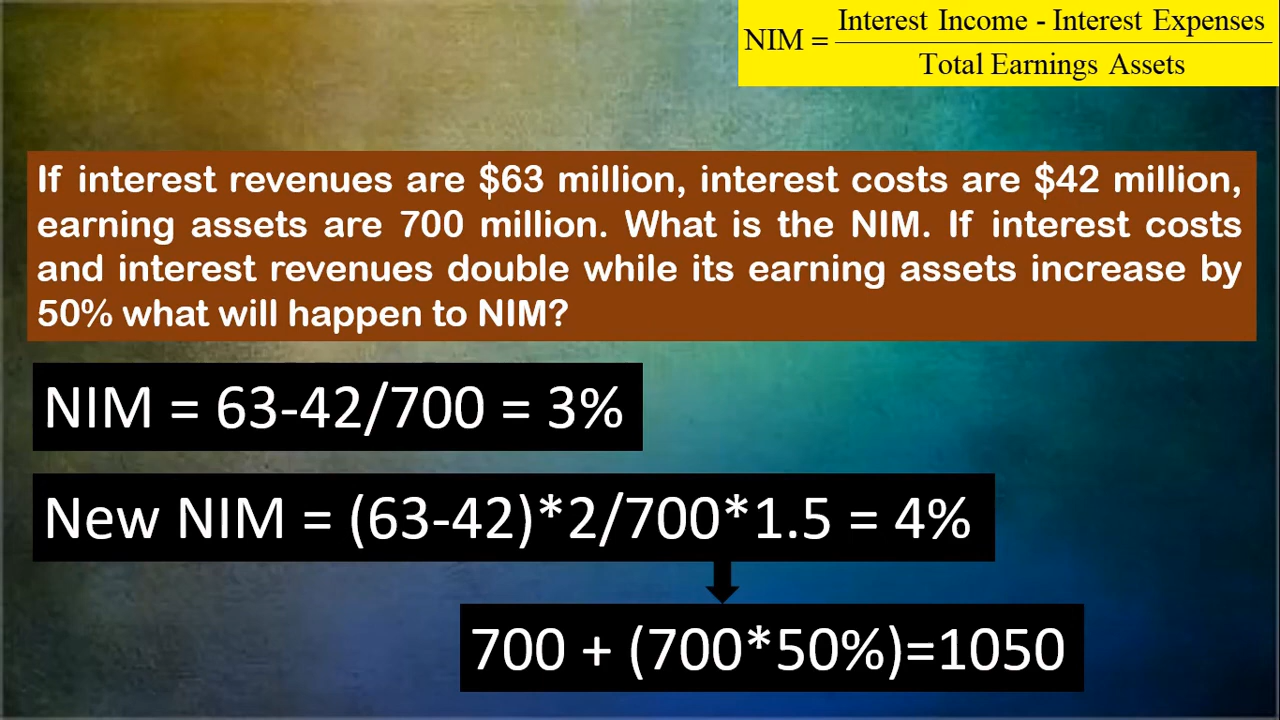 NIM = Interest Income - Interest Expenses
Total Earnings Assets
If interest revenues are $63 million, interest costs are $42 million,
earning assets are 700 million. What is the NIM. If interest costs
and interest revenues double while its earning assets increase by
50% what will happen to NIM?
NIM = 63-42/700 = 3%
New NIM = (63-42)*2/700*1.5 = 4%
700 + (700*50%)=1050